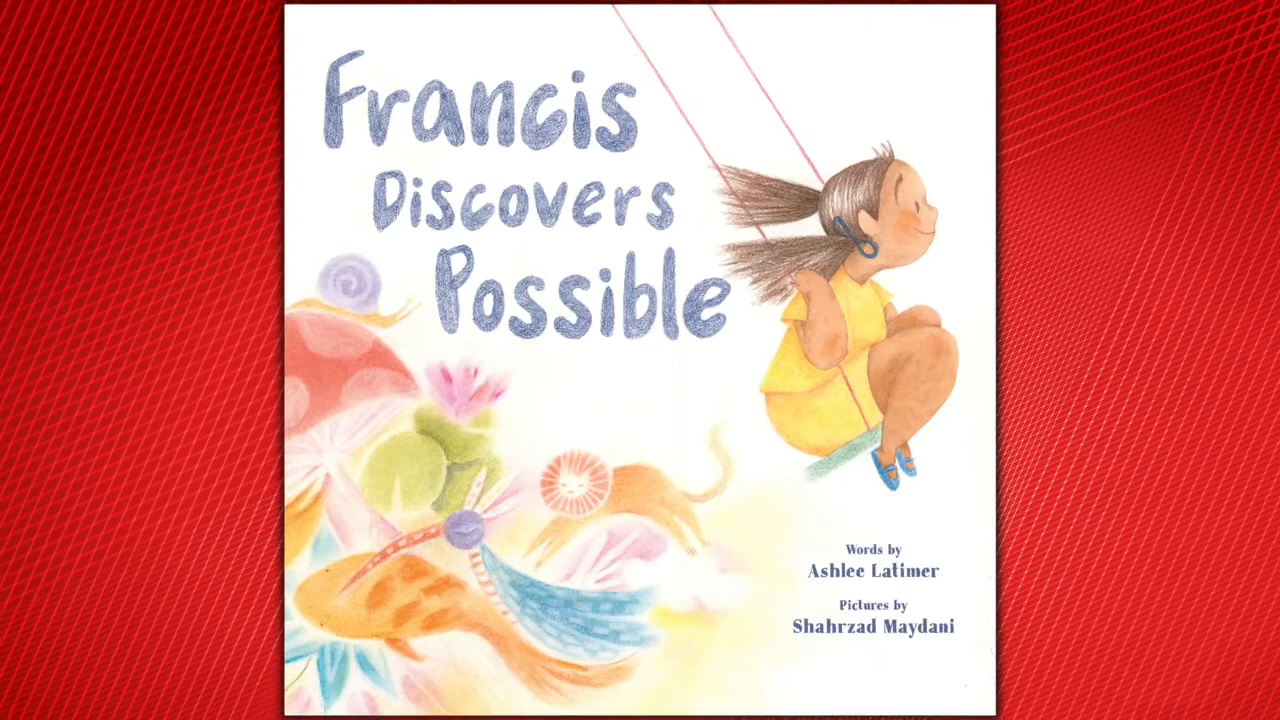 Francis
Discovers
Possible
Words by
Ashlee Latimer
Pictures by
Shahrzad Maydani